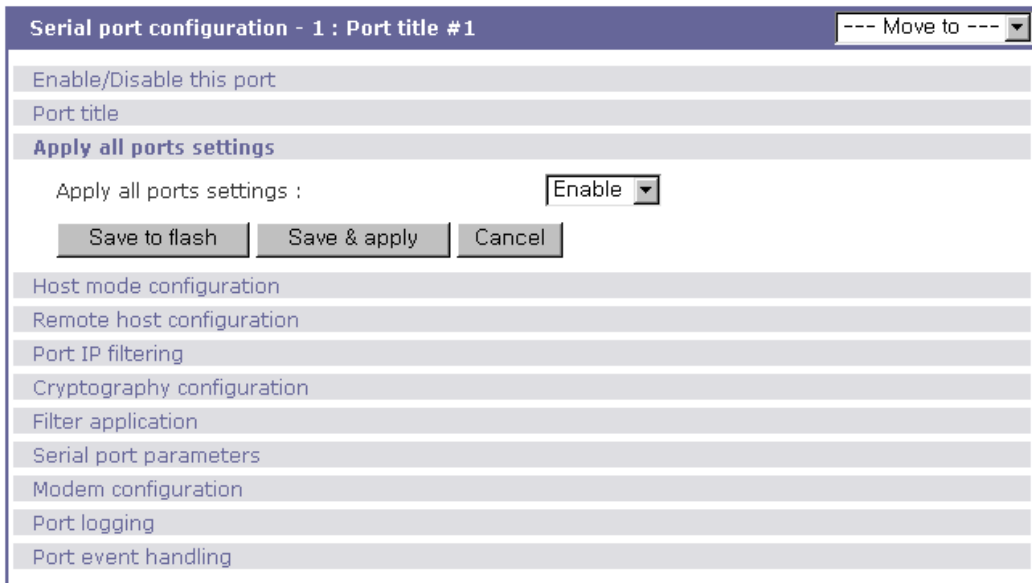 Serial port configuration - 1 : Port title #1 --- Move to ---
Enable/Disable this port
Port title
Apply all ports settings
Apply all ports settings : Enable
Save to flash Save & apply Cancel
Host mode configuration
Remote host configuration
Port IP filtering
Cryptography configuration
Filter application
Serial port parameters
Modem configuration
Port logging
Port event handling